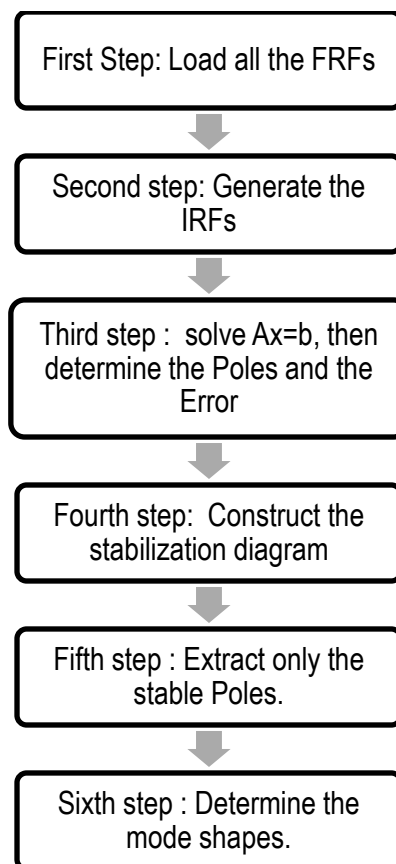 First Step: Load all the FRFs
Second step: Generate the
IRFs
Third step :  solve Ax=b, then
determine the Poles and the
Error
Fourth step:  Construct the
stabilization diagram
Fifth step : Extract only the
stable Poles.
Sixth step : Determine the
mode shapes.